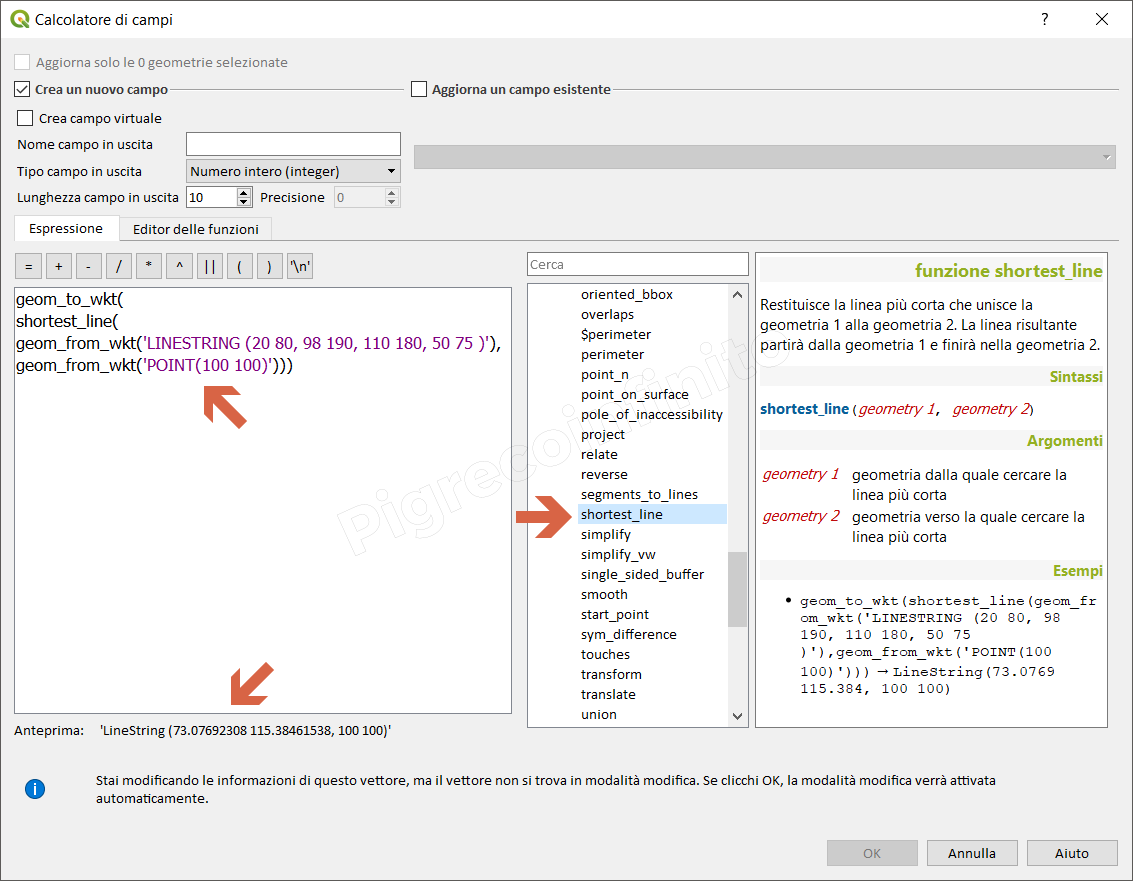 Calcolatore di campi
?
Aggiorna solo le 0 geometrie selezionate
Crea un nuovo campo
Aggiorna un campo esistente
Crea campo virtuale
Nome campo in uscita
Tipo campo in uscita
Numero intero (integer)
Lunghezza campo in uscita
10
Precisione
0
Espressione
Editor delle funzioni
= + - / * ^ || ( ) '\n'
geom_to_wkt(
shortest_line(
geom_from_wkt('LINESTRING (20 80, 98 190, 110 180, 50 75 )'),
geom_from_wkt('POINT(100 100)')))
Anteprima:
'LineString (73.07692308 115.38461538, 100 100)'
Cerca
oriented_bbox
overlaps
$perimeter
perimeter
point_n
point_on_surface
pole_of_inaccessibility
project
relate
reverse
segments_to_lines
shortest_line
simplify
simplify_vw
single_sided_buffer
smooth
start_point
sym_difference
touches
transform
translate
union
funzione shortest_line
Restituisce la linea più corta che unisce la
geometria 1 alla geometria 2. La linea risultante
partirà dalla geometria 1 e finirà nella geometria 2.
Sintassi
shortest_line(geometry 1, geometry 2)
Argomenti
geometry 1
geometria dalla quale cercare la
linea più corta
geometry 2
geometria verso la quale cercare la
linea più corta
Esempi
geom_to_wkt(shortest_line(geom_fr
om_wkt('LINESTRING (20 80, 98
190, 110 180, 50 75
)'),geom_from_wkt('POINT(100
100)'))) → LineString(73.0769
115.384, 100 100)
Pigrecoinfinito
Stai modificando le informazioni di questo vettore, ma il vettore non si trova in modalità modifica. Se clicchi OK, la modalità modifica verrà attivata
automaticamente.
OK
Annulla
Aiuto